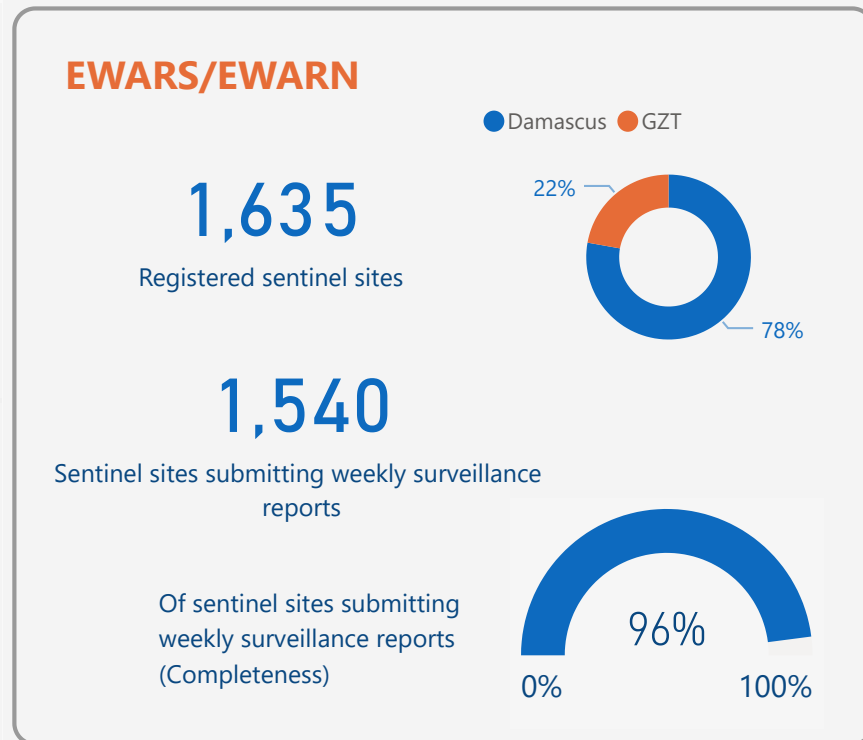 EWARS/EWARN
Damascus GZT
1,635
Registered sentinel sites
22%
78%
1,540
Sentinel sites submitting weekly surveillance
reports
Of sentinel sites submitting
weekly surveillance reports
(Completeness)
96%
0% 100%